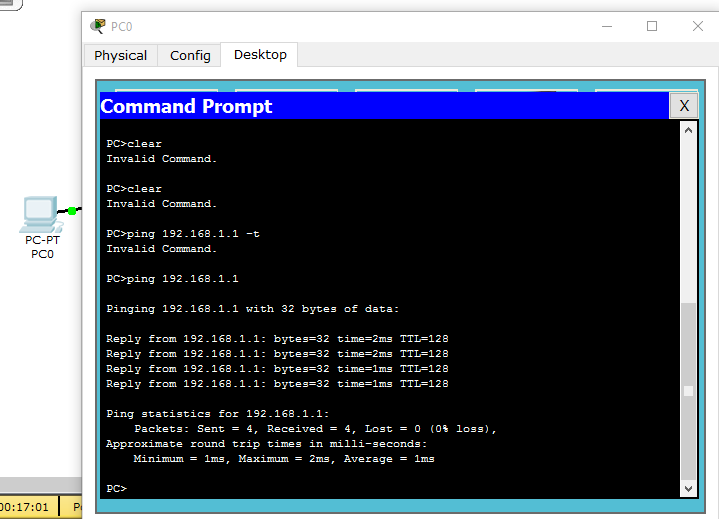 PC0
Physical
Config
Desktop
Command Prompt
X
PC>clear
Invalid Command.
PC>clear
Invalid Command.
PC>ping 192.168.1.1 -t
Invalid Command.
PC>ping 192.168.1.1
Pinging 192.168.1.1 with 32 bytes of data:
Reply from 192.168.1.1: bytes=32 time=2ms TTL=128
Reply from 192.168.1.1: bytes=32 time=2ms TTL=128
Reply from 192.168.1.1: bytes=32 time=1ms TTL=128
Reply from 192.168.1.1: bytes=32 time=1ms TTL=128
Ping statistics for 192.168.1.1:
Packets: Sent = 4, Received = 4, Lost = 0 (0% loss),
Approximate round trip times in milli-seconds:
Minimum = 1ms, Maximum = 2ms, Average = 1ms
PC>
PC-PT
PC0
00:17:01